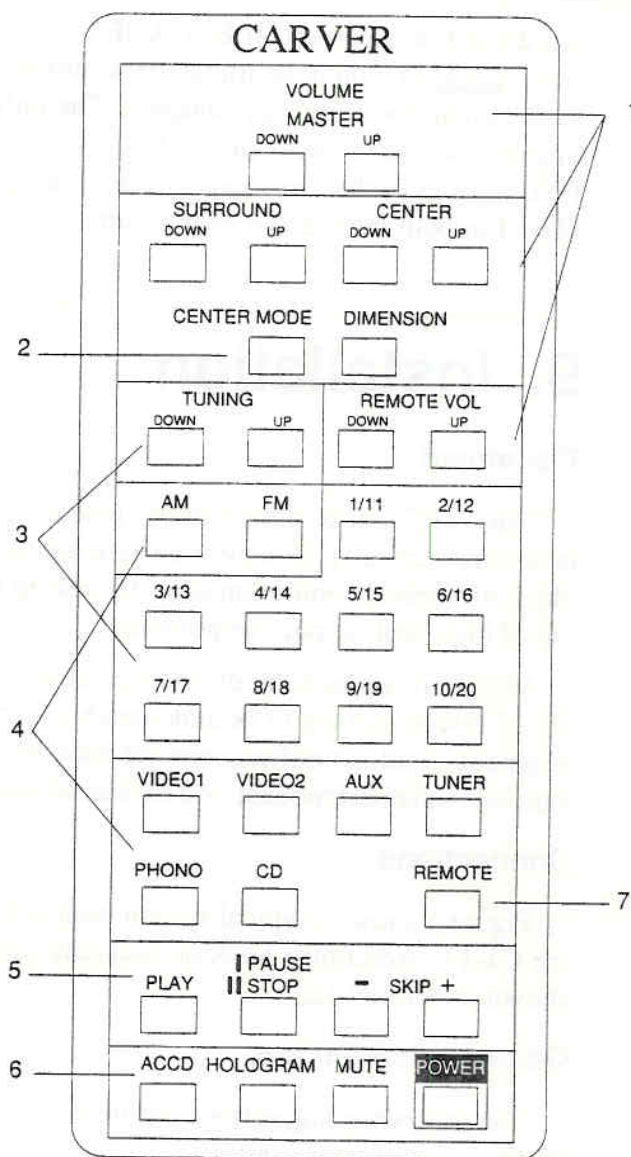 CARVER
VOLUME
MASTER
DOWN UP
SURROUND CENTER
DOWN UP DOWN UP
CENTER MODE DIMENSION
2
TUNING REMOTE VOL
DOWN UP DOWN UP
AM FM 1/11 2/12
3
3/13 4/14 5/15 6/16
7/17 8/18 9/19 10/20
4
VIDEO1 VIDEO2 AUX TUNER
PHONO CD REMOTE
7
5
PLAY I PAUSE
II STOP - SKIP +
6
ACCD HOLOGRAM MUTE POWER